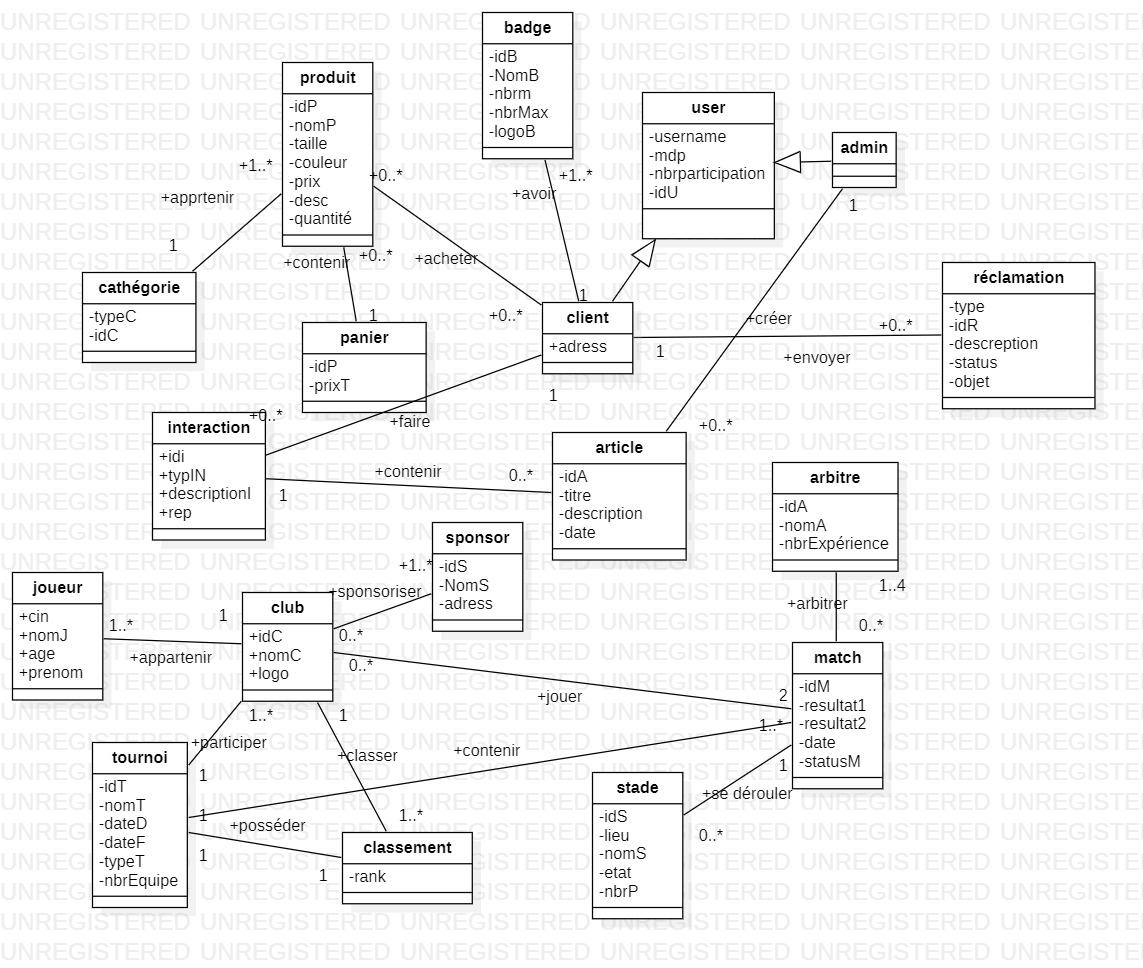 badge
-idB
-NomB
-nbrm
-nbrMax
-logoB
produit
-idP
-nomP
-taille
-couleur
-prix
-desc
-quantité
user
-username
-mdp
-nbrparticipation
-idU
admin
+1..*
+0..*
+apprtenir
1
+avoir
+1..*
1
+contenir
+0..*
1
+acheter
+0..*
1
cathégorie
-typeC
-idC
panier
-idP
-prixT
client
+adress
réclamation
-type
-idR
-descreption
-status
-objet
+créer
+0..*
1
+envoyer
+0..*
1
+faire
interaction
+idi
+typIN
+descriptionI
+rep
+contenir
0..*
1
+0..*
article
-idA
-titre
-description
-date
arbitre
-idA
-nomA
-nbrExpérience
1..4
+arbitrer
0..*
sponsor
-idS
-NomS
-adress
+1..*
+sponsoriser
0..*
joueur
+cin
+nomJ
+age
+prenom
1..*
1
+appartenir
club
+idC
+nomC
+logo
0..*
+jouer
2
match
-idM
-resultat1
-resultat2
-date
-statusM
1..*
+participer
1
1
+classer
1..*
+contenir
1..*
1
1
+se dérouler
0..*
tournoi
-idT
-nomT
-dateD
-dateF
-typeT
-nbrEquipe
+posséder
1
1
classement
-rank
stade
-idS
-lieu
-nomS
-etat
-nbrP
UNREGISTERED